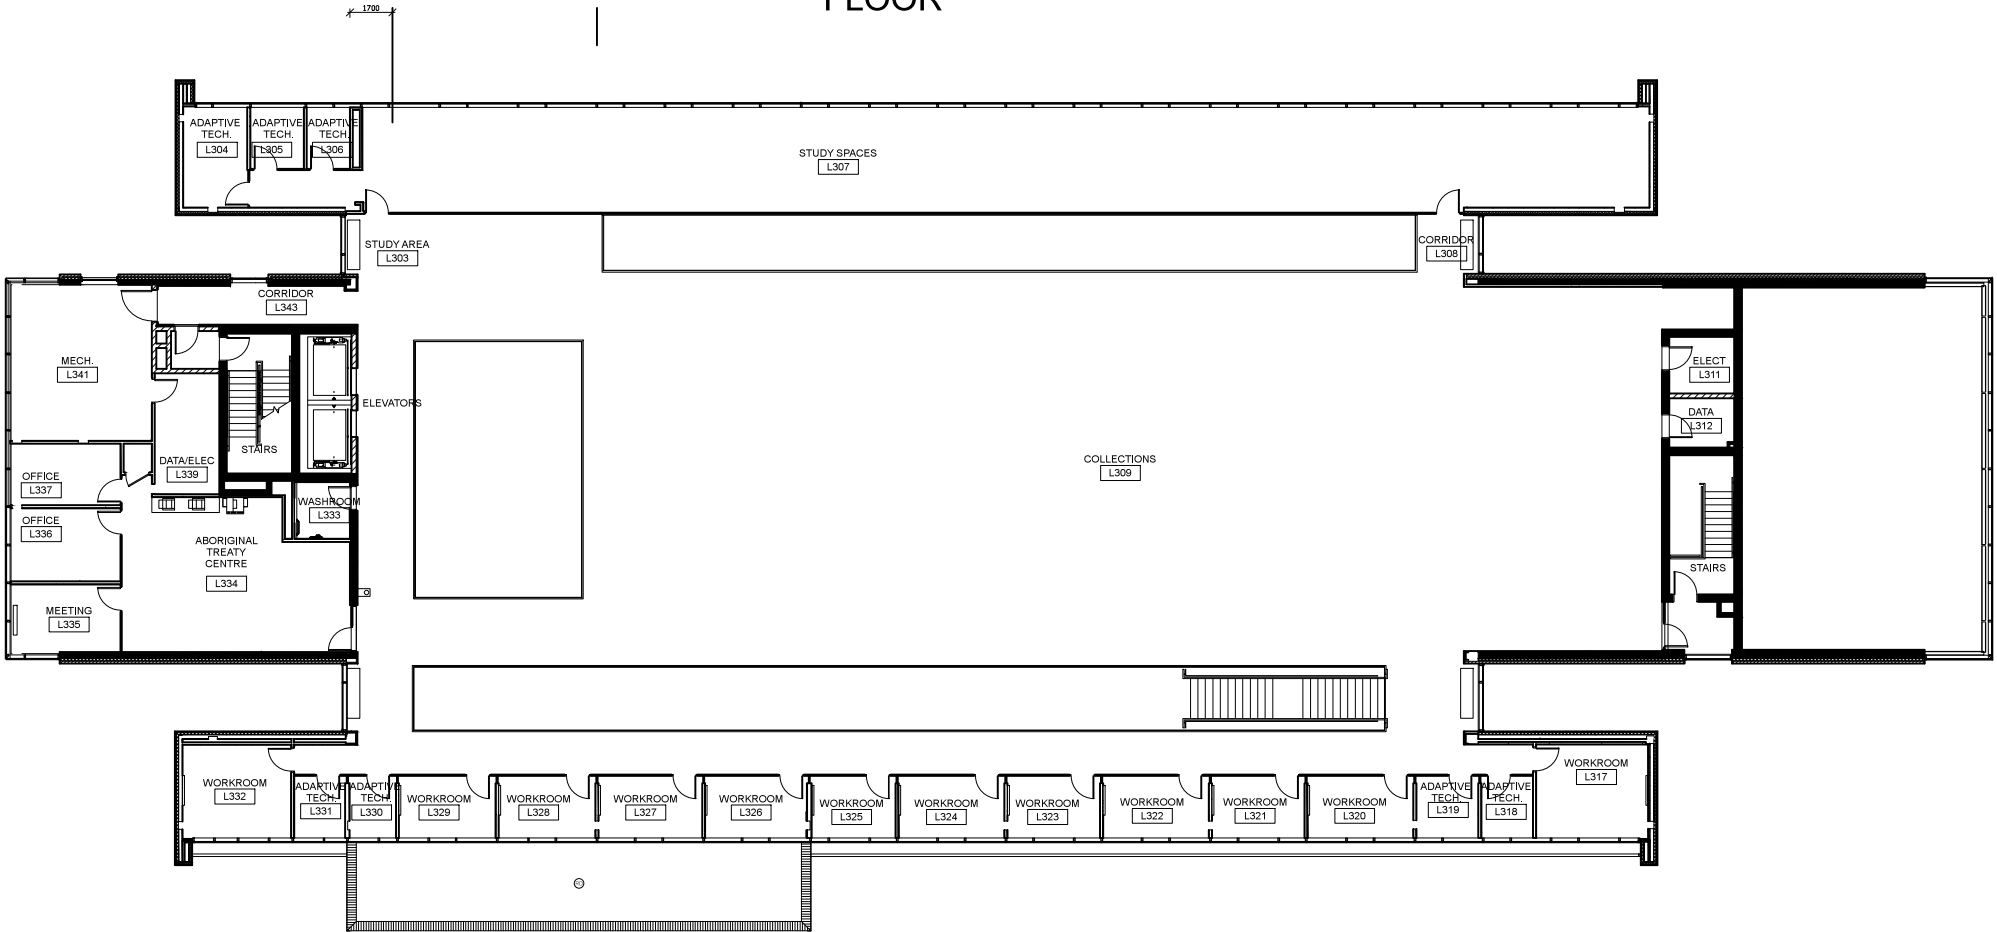 FLOOR
1700
ADAPTIVE
TECH.
L304
ADAPTIVE
TECH.
L305
ADAPTIVE
TECH.
L306
STUDY SPACES
L307
STUDY AREA
L303
CORRIDOR
L308
CORRIDOR
L343
MECH.
L341
ELEVATORS
STAIRS
DATA/ELEC
L339
OFFICE
L337
OFFICE
L336
WASHROOM
L333
ABORIGINAL
TREATY
CENTRE
L334
MEETING
L335
COLLECTIONS
L309
ELECT
L311
DATA
L312
STAIRS
WORKROOM
L332
ADAPTIVE
TECH.
L331
ADAPTIVE
TECH.
L330
WORKROOM
L329
WORKROOM
L328
WORKROOM
L327
WORKROOM
L326
WORKROOM
L325
WORKROOM
L324
WORKROOM
L323
WORKROOM
L322
WORKROOM
L321
WORKROOM
L320
ADAPTIVE
TECH.
L319
ADAPTIVE
TECH.
L318
WORKROOM
L317